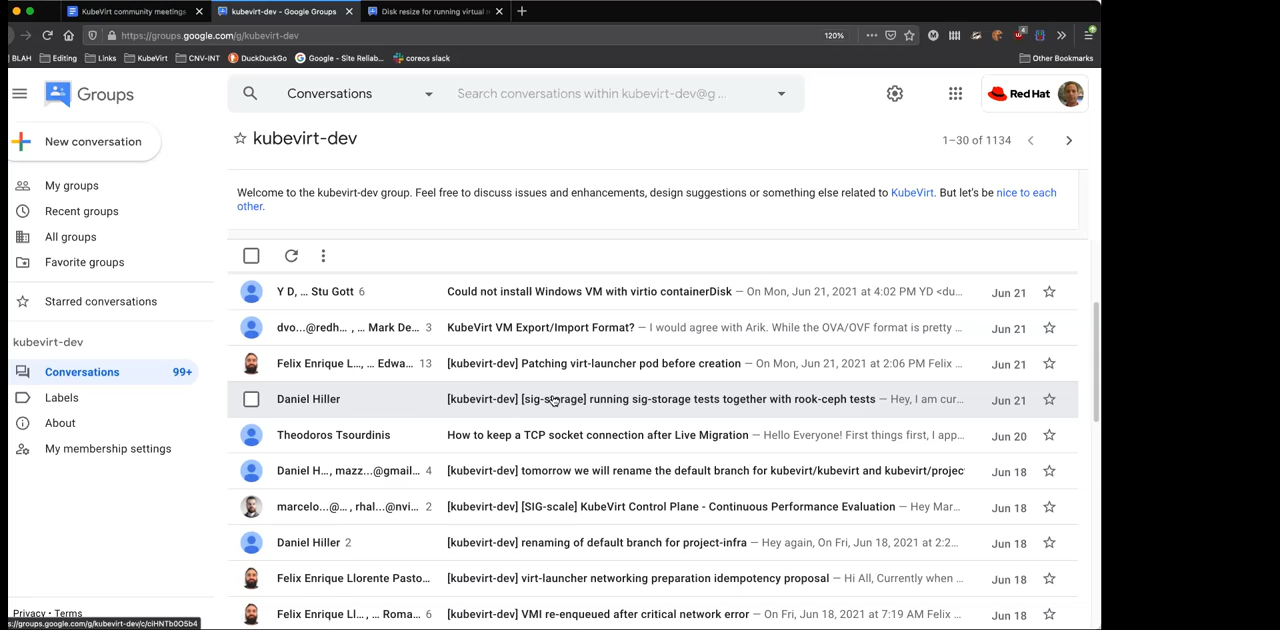 KubeVirt community meetings
kubevirt-dev - Google Groups
Disk resize for running virtual
https://groups.google.com/g/kubevirt-dev
120%
BLAH
Editing
Links
KubeVirt
CNV-INT
DuckDuckGo
Google - Site Reliab...
coreos slack
Other Bookmarks
Groups
Conversations
Search conversations within kubevirt-dev@g ...
Red Hat
New conversation
kubevirt-dev
1–30 of 1134
My groups
Recent groups
All groups
Favorite groups
Starred conversations
kubevirt-dev
Conversations 99+
Labels
About
My membership settings
Privacy • Terms
Welcome to the kubevirt-dev group. Feel free to discuss issues and enhancements, design suggestions or something else related to KubeVirt. But let's be nice to each
other.
Y D, ... Stu Gott 6 Could not install Windows VM with virtio containerDisk — On Mon, Jun 21, 2021 at 4:02 PM YD <du... Jun 21
dvo...@redh... , ... Mark De... 3 KubeVirt VM Export/Import Format? — I would agree with Arik. While the OVA/OVF format is pretty ... Jun 21
Felix Enrique L..., ... Edwa... 13 [kubevirt-dev] Patching virt-launcher pod before creation — On Mon, Jun 21, 2021 at 2:06 PM Felix ... Jun 21
Daniel Hiller [kubevirt-dev] [sig-storage] running sig-storage tests together with rook-ceph tests — Hey, I am cur... Jun 21
Theodoros Tsourdinis How to keep a TCP socket connection after Live Migration — Hello Everyone! First things first, I app... Jun 20
Daniel H..., mazz...@gmail... 4 [kubevirt-dev] tomorrow we will rename the default branch for kubevirt/kubevirt and kubevirt/projec Jun 18
marcelo...@... , rhal...@nvi... 2 [kubevirt-dev] [SIG-scale] KubeVirt Control Plane - Continuous Performance Evaluation — Hey Mar... Jun 18
Daniel Hiller 2 [kubevirt-dev] renaming of default branch for project-infra — Hey again, On Fri, Jun 18, 2021 at 2:2... Jun 18
Felix Enrique Llorente Pasto... [kubevirt-dev] virt-launcher networking preparation idempotency proposal — Hi All, Currently when ... Jun 18
Felix Enrique Ll..., ... Roma... 6 [kubevirt-dev] VMI re-enqueued after critical network error — On Fri, Jun 18, 2021 at 7:19 AM Felix ... Jun 18
s://groups.google.com/g/kubevirt-dev/c/ciHNTb0O5b4